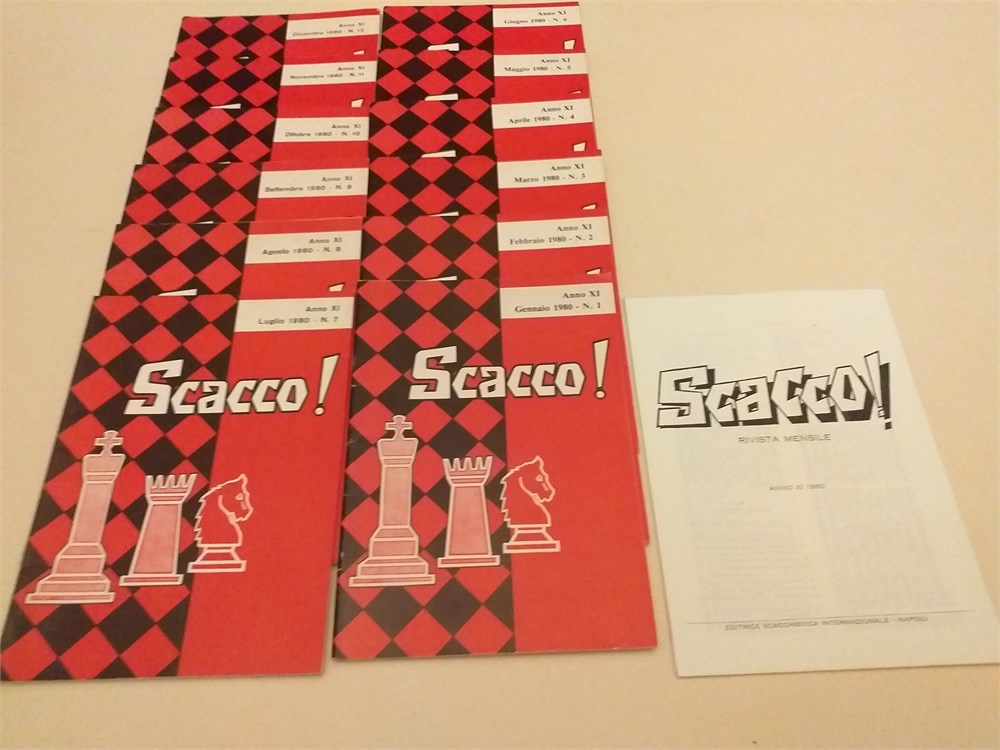 Anno XI
Dicembre 1980 - N. 12
Anno XI
Novembre 1980 - N. 11
Anno XI
Ottobre 1980 - N. 10
Anno XI
Settembre 1980 - N. 9
Anno XI
Agosto 1980 - N. 8
Anno XI
Luglio 1980 - N. 7
Scacco!
Anno XI
Giugno 1980 - N. 6
Anno XI
Maggio 1980 - N. 5
Anno XI
Aprile 1980 - N. 4
Anno XI
Marzo 1980 - N. 3
Anno XI
Febbraio 1980 - N. 2
Anno XI
Gennaio 1980 - N. 1
Scacco!
Scacco!
RIVISTA MENSILE
ANNO XI 1980
EDITRICE SCACCHISTICA INTERNAZIONALE - NAPOLI